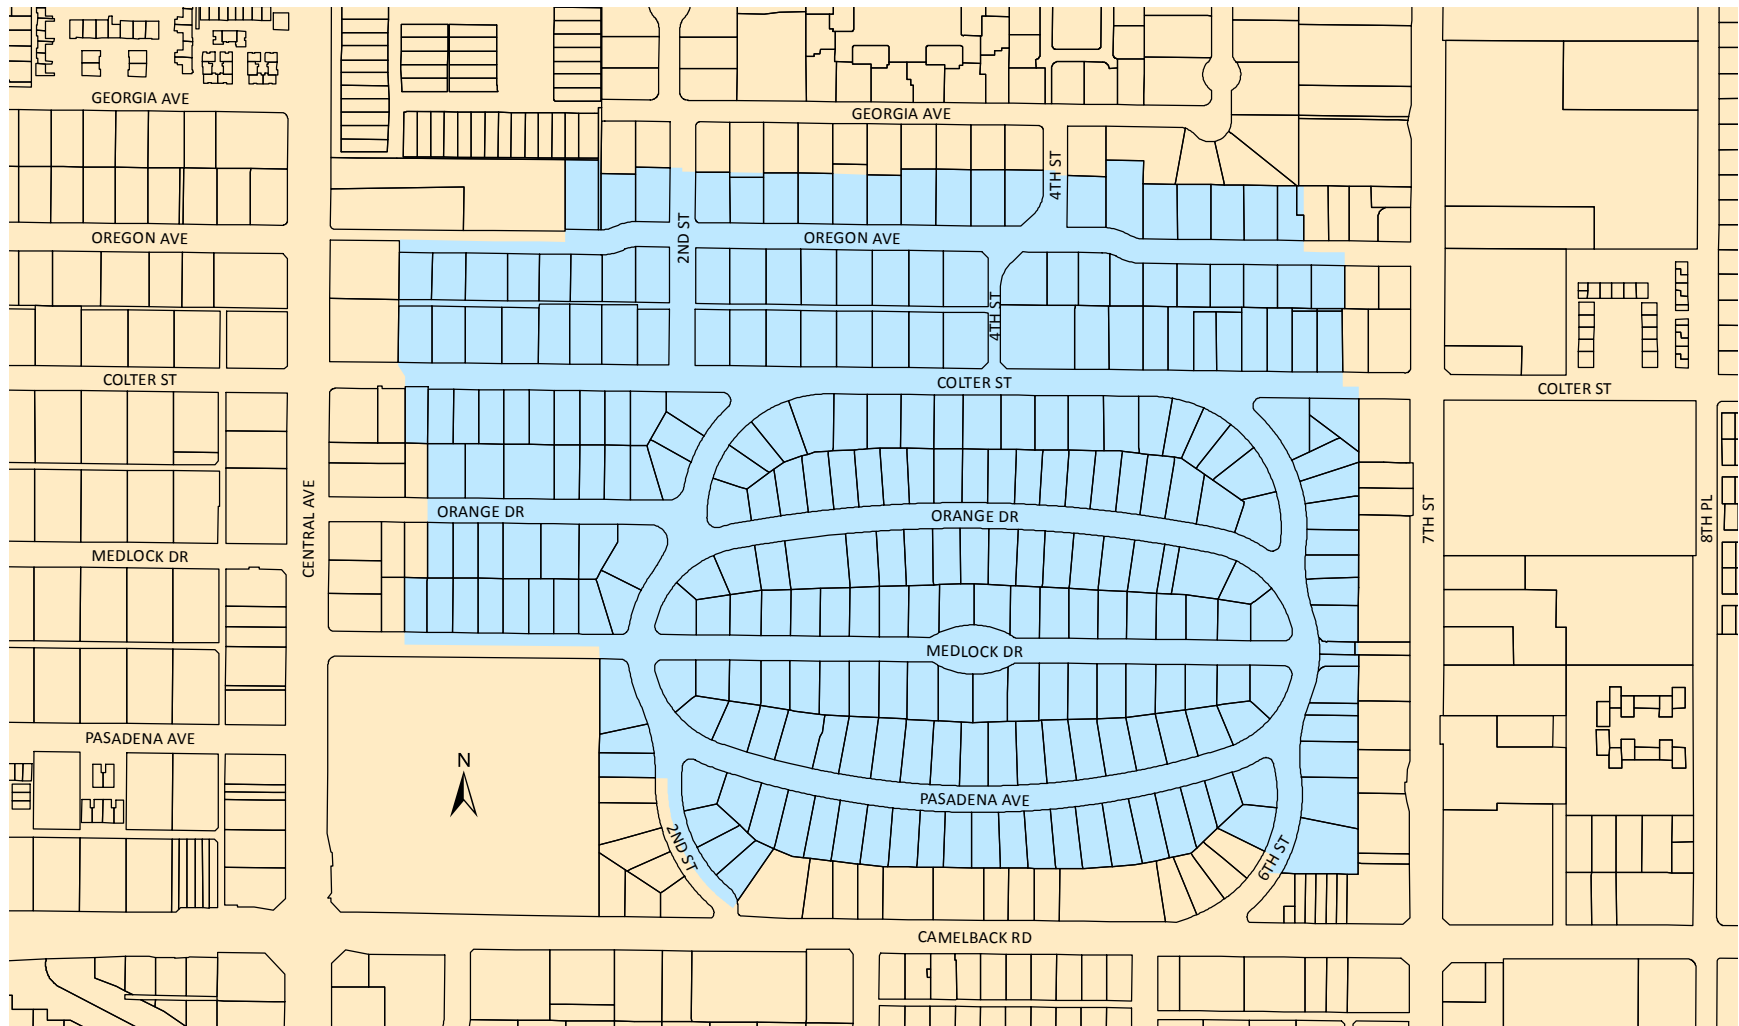 GEORGIA AVE
GEORGIA AVE
4TH ST
2ND ST
OREGON AVE
OREGON AVE
4TH ST
COLTER ST
COLTER ST
COLTER ST
CENTRAL AVE
ORANGE DR
ORANGE DR
7TH ST
8TH PL
MEDLOCK DR
MEDLOCK DR
PASADENA AVE
N
PASADENA AVE
2ND ST
6TH ST
CAMELBACK RD